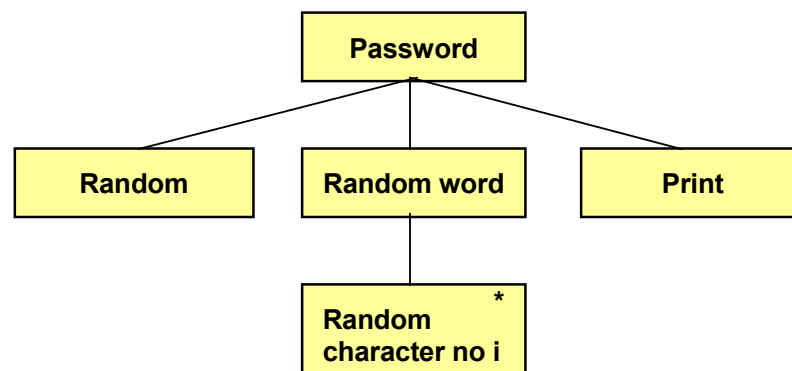 Password
Random
Random word
Print
*
Random
character no i